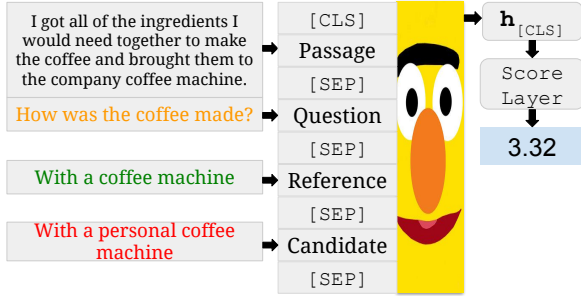 I got all of the ingredients I
would need together to make
the coffee and brought them to
the company coffee machine.
How was the coffee made?
With a coffee machine
With a personal coffee
machine
[CLS]
Passage
[SEP]
Question
[SEP]
Reference
[SEP]
Candidate
[SEP]
h[CLS]
Score
Layer
3.32